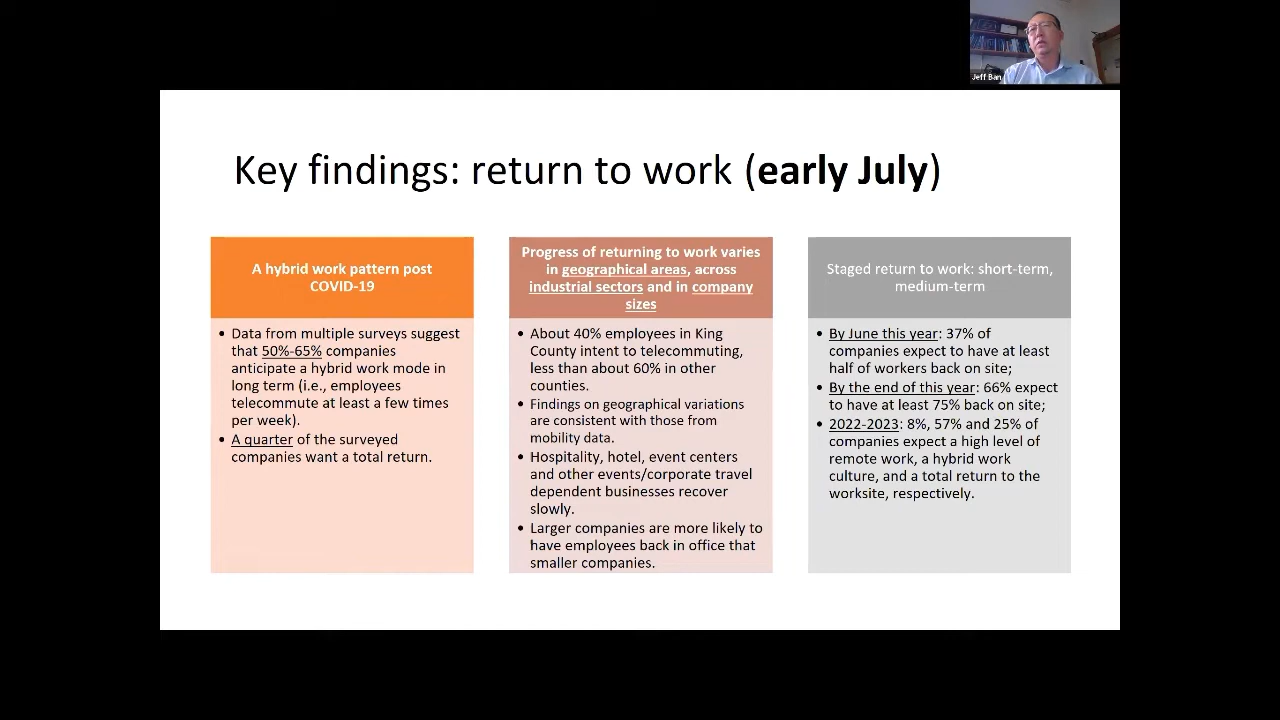 Jeff Ban
Key findings: return to work (early July)
A hybrid work pattern post
COVID-19
• Data from multiple surveys suggest
that 50%-65% companies
anticipate a hybrid work mode in
long term (i.e., employees
telecommute at least a few times
per week).
• A quarter of the surveyed
companies want a total return.
Progress of returning to work varies
in geographical areas, across
industrial sectors and in company
sizes
• About 40% employees in King
County intent to telecommuting,
less than about 60% in other
counties.
• Findings on geographical variations
are consistent with those from
mobility data.
• Hospitality, hotel, event centers
and other events/corporate travel
dependent businesses recover
slowly.
• Larger companies are more likely to
have employees back in office that
smaller companies.
Staged return to work: short-term,
medium-term
• By June this year: 37% of
companies expect to have at least
half of workers back on site;
• By the end of this year: 66% expect
to have at least 75% back on site;
• 2022-2023: 8%, 57% and 25% of
companies expect a high level of
remote work, a hybrid work
culture, and a total return to the
worksite, respectively.